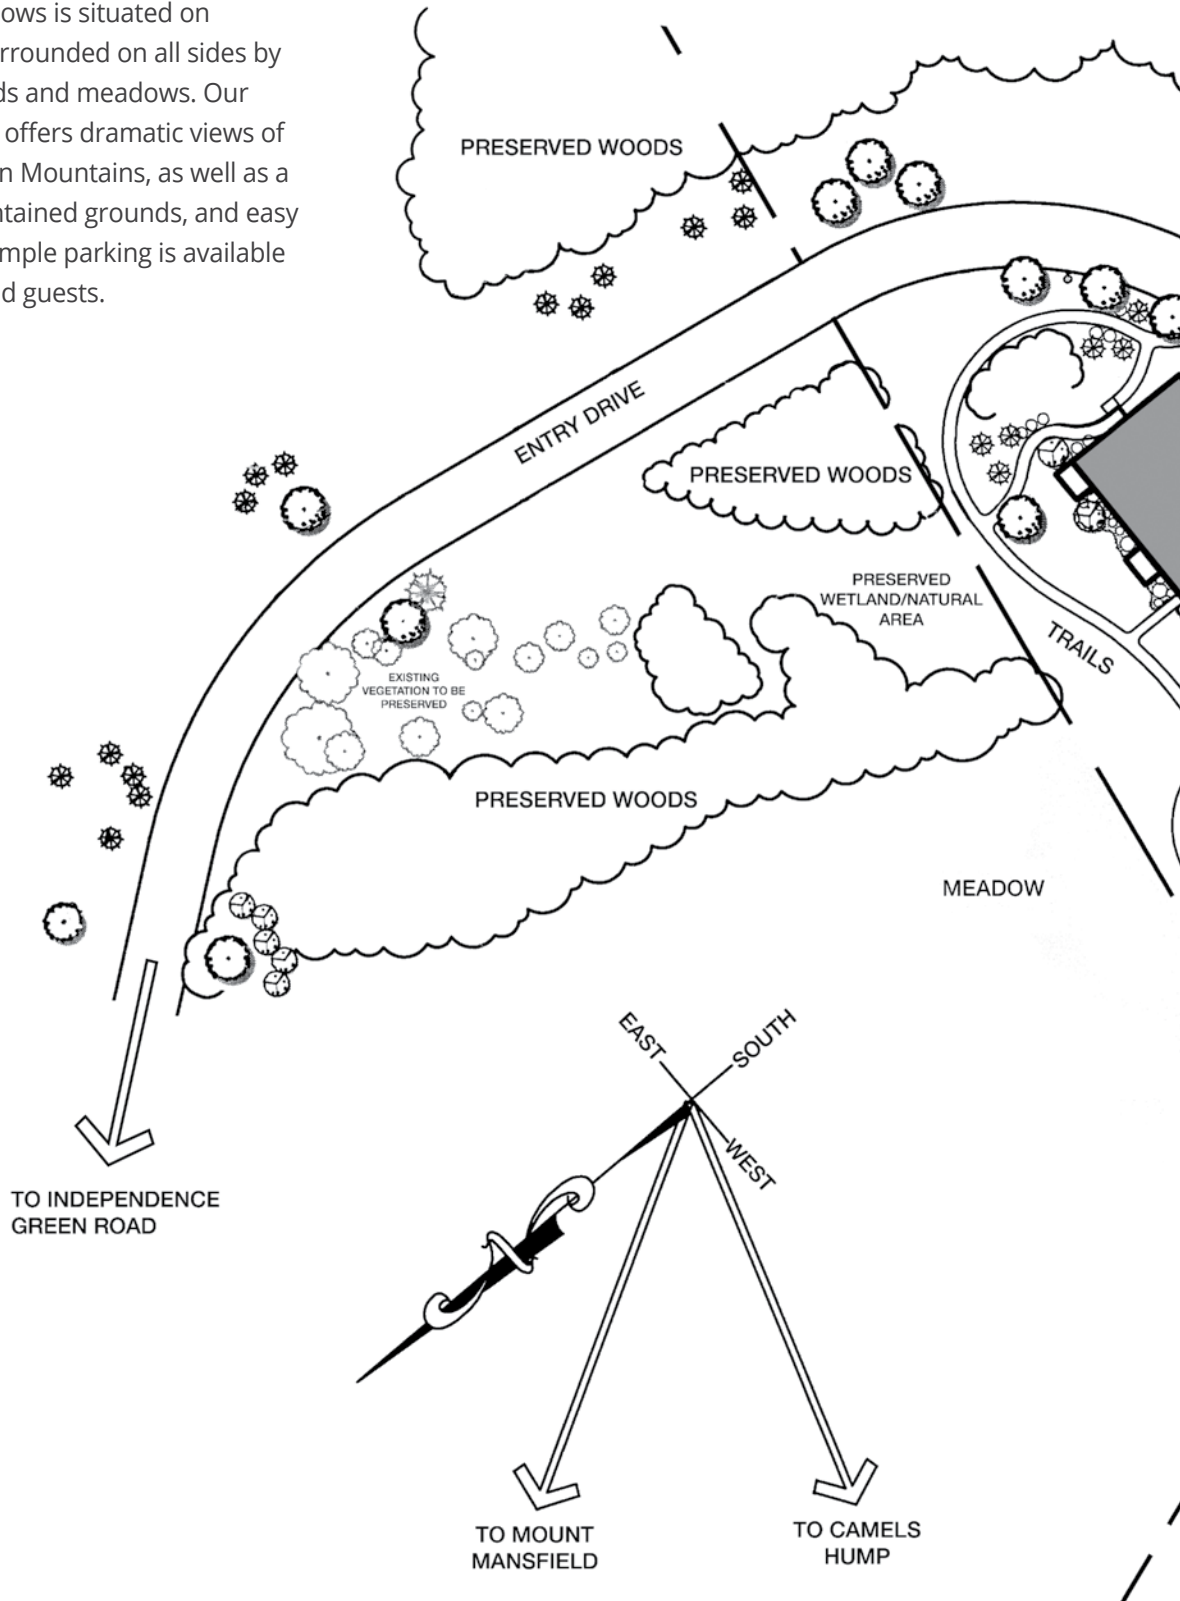 ows is situated on
rrounded on all sides by
ds and meadows. Our
offers dramatic views of
n Mountains, as well as a
ntained grounds, and easy
mple parking is available
d guests.
PRESERVED WOODS
ENTRY DRIVE
PRESERVED WOODS
PRESERVED
WETLAND/NATURAL
AREA
TRAILS
EXISTING
VEGETATION TO BE
PRESERVED
PRESERVED WOODS
MEADOW
EAST
SOUTH
WEST
N
TO INDEPENDENCE
GREEN ROAD
TO MOUNT
MANSFIELD
TO CAMELS
HUMP